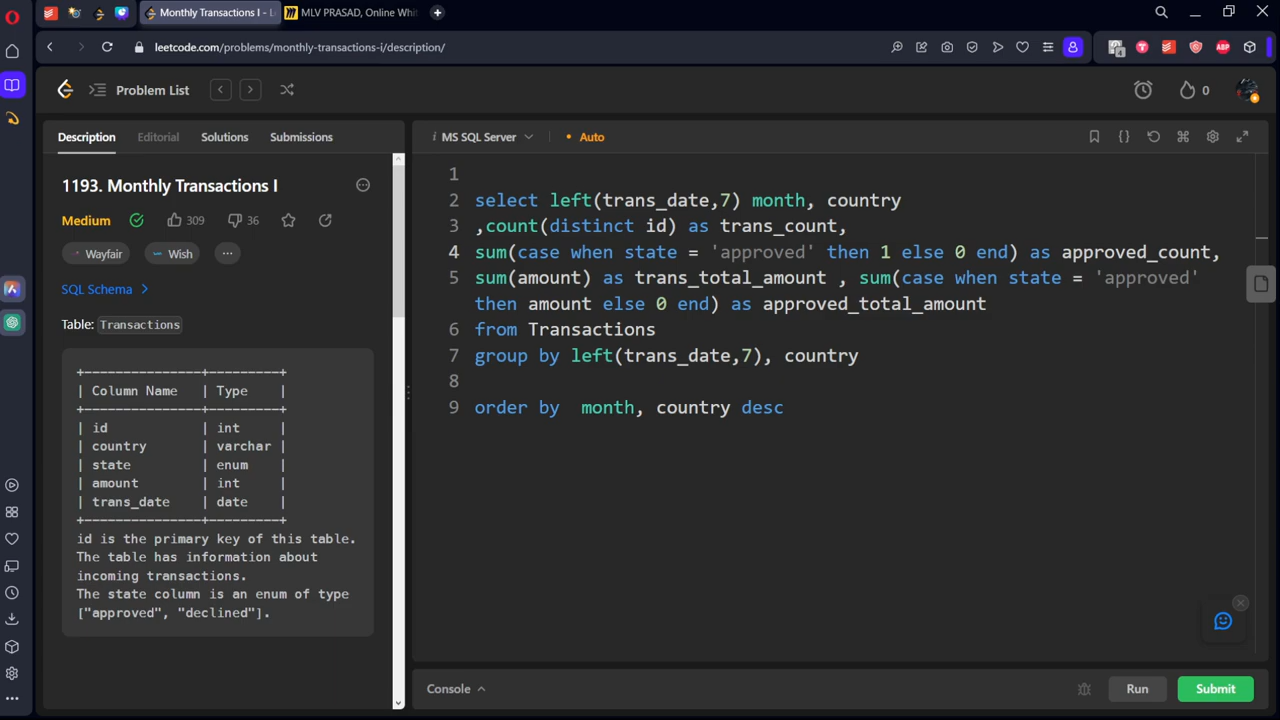 Monthly Transactions I - L
MLV PRASAD, Online Whit
leetcode.com/problems/monthly-transactions-i/description/
4
ABP
Problem List
0
Description
Editorial
Solutions
Submissions
i MS SQL Server
• Auto
1193. Monthly Transactions I
Medium
309
36
Wayfair
Wish
SQL Schema
Table: Transactions
+---------------+---------+
| Column Name | Type |
+---------------+---------+
| id | int |
| country | varchar |
| state | enum |
| amount | int |
| trans_date | date |
+---------------+---------+
id is the primary key of this table.
The table has information about
incoming transactions.
The state column is an enum of type
["approved", "declined"].
1
2 select left(trans_date,7) month, country
3 ,count(distinct id) as trans_count,
4 sum(case when state = 'approved' then 1 else 0 end) as approved_count,
5 sum(amount) as trans_total_amount , sum(case when state = 'approved'
then amount else 0 end) as approved_total_amount
6 from Transactions
7 group by left(trans_date,7), country
8
9 order by  month, country desc
Console
Run
Submit